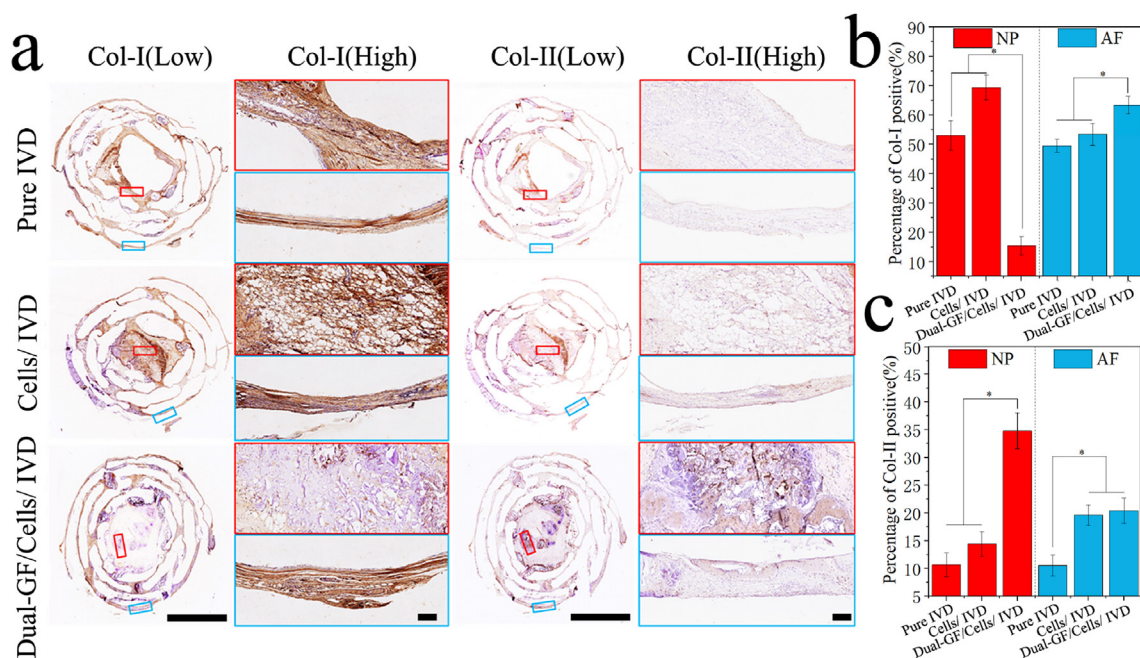 a
Col-I(Low) Col-I(High) Col-II(Low) Col-II(High)
Pure IVD
Cells/ IVD
Dual-GF/Cells/ IVD
b
NP AF
Percentage of Col-I positive(%)
90
80
70
60
50
40
30
20
10
*
*
Pure IVD
Cells/ IVD
Dual-GF/Cells/ IVD
Pure IVD
Cells/ IVD
Dual-GF/Cells/ IVD
c
NP AF
Percentage of Col-II positive(%)
50
45
40
35
30
25
20
15
10
5
*
*
Pure IVD
Cells/ IVD
Dual-GF/Cells/ IVD
Pure IVD
Cells/ IVD
Dual-GF/Cells/ IVD